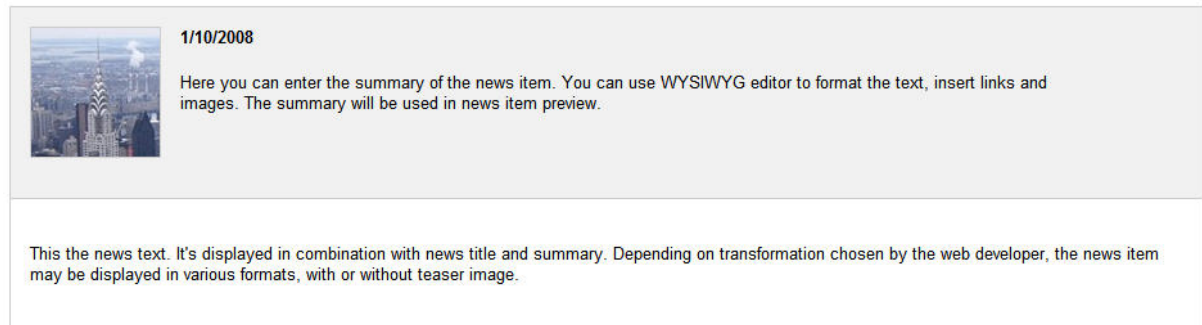 1/10/2008
Here you can enter the summary of the news item. You can use WYSIWYG editor to format the text, insert links and
images. The summary will be used in news item preview.
This the news text. It's displayed in combination with news title and summary. Depending on transformation chosen by the web developer, the news item
may be displayed in various formats, with or without teaser image.